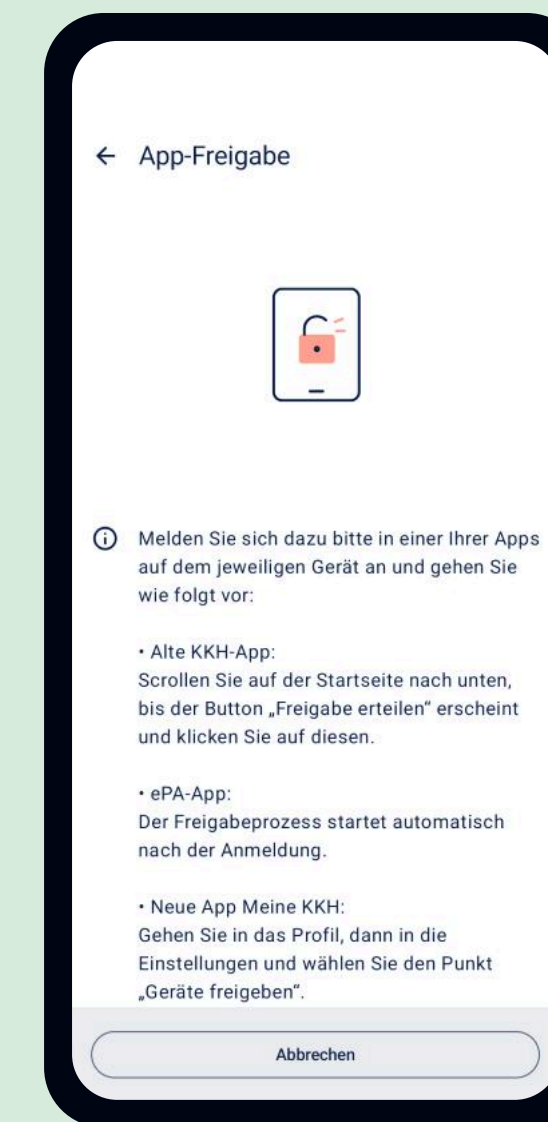 App-Freigabe
Melden Sie sich dazu bitte in einer Ihrer Apps
auf dem jeweiligen Gerät an und gehen Sie
wie folgt vor:
• Alte KKH-App:
Scrollen Sie auf der Startseite nach unten,
bis der Button „Freigabe erteilen“ erscheint
und klicken Sie auf diesen.
• ePA-App:
Der Freigabeprozess startet automatisch
nach der Anmeldung.
• Neue App Meine KKH:
Gehen Sie in das Profil, dann in die
Einstellungen und wählen Sie den Punkt
„Geräte freigeben“.
Abbrechen